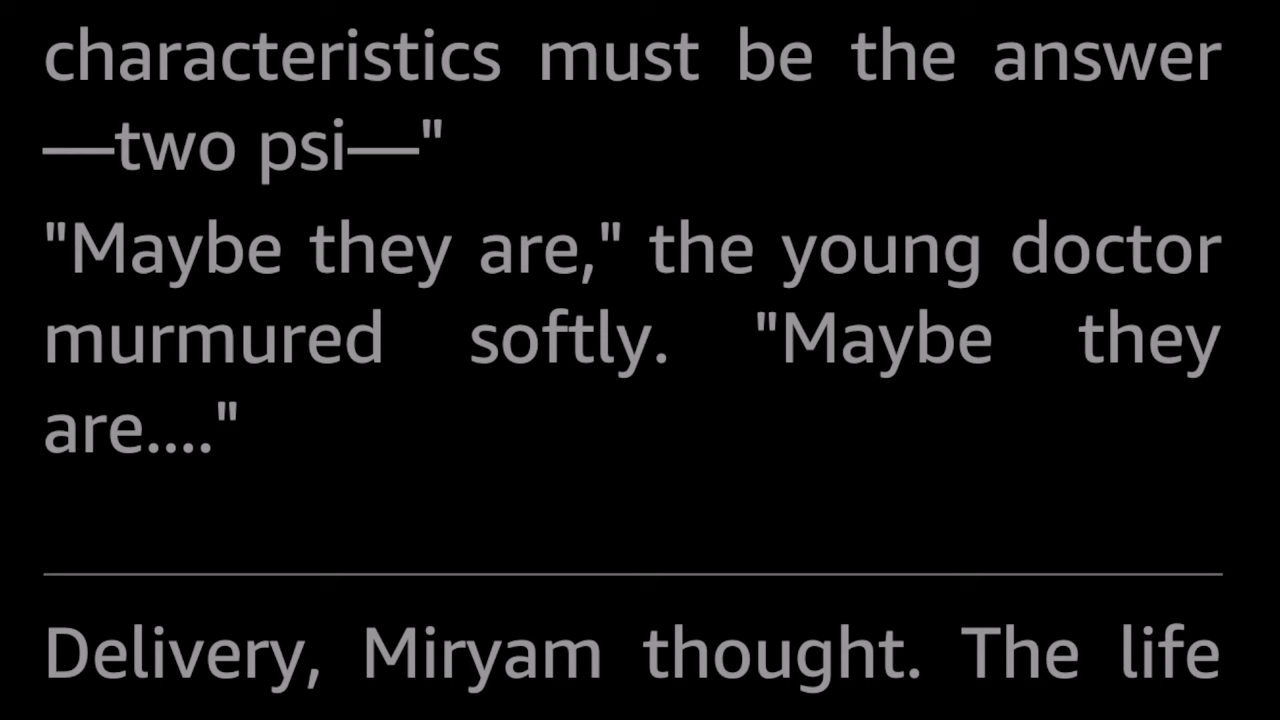 characteristics must be the answer
—two psi—"
"Maybe they are," the young doctor
murmured softly. "Maybe they
are...."
Delivery, Miryam thought. The life